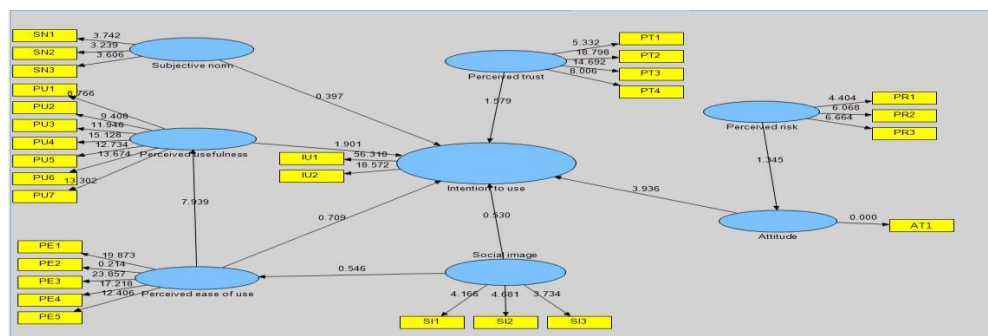 SN1
SN2
SN3
3.742
3.239
3.606
Subjective norm
PU1
PU2
PU3
PU4
PU5
PU6
PU7
8.766
9.408
11.946
15.128
12.734
13.674
13.302
Perceived usefulness
0.397
1.901
7.939
PT1
PT2
PT3
PT4
5.332
18.798
14.692
8.006
Perceived trust
1.579
PR1
PR2
PR3
4.404
6.068
6.664
Perceived risk
1.345
IU1
IU2
56.310
18.572
Intention to use
3.936
0.709
0.530
Attitude
0.000
AT1
PE1
PE2
PE3
PE4
PE5
19.873
0.214
23.857
17.218
12.406
Perceived ease of use
0.546
Social image
4.166
4.681
3.734
SI1
SI2
SI3